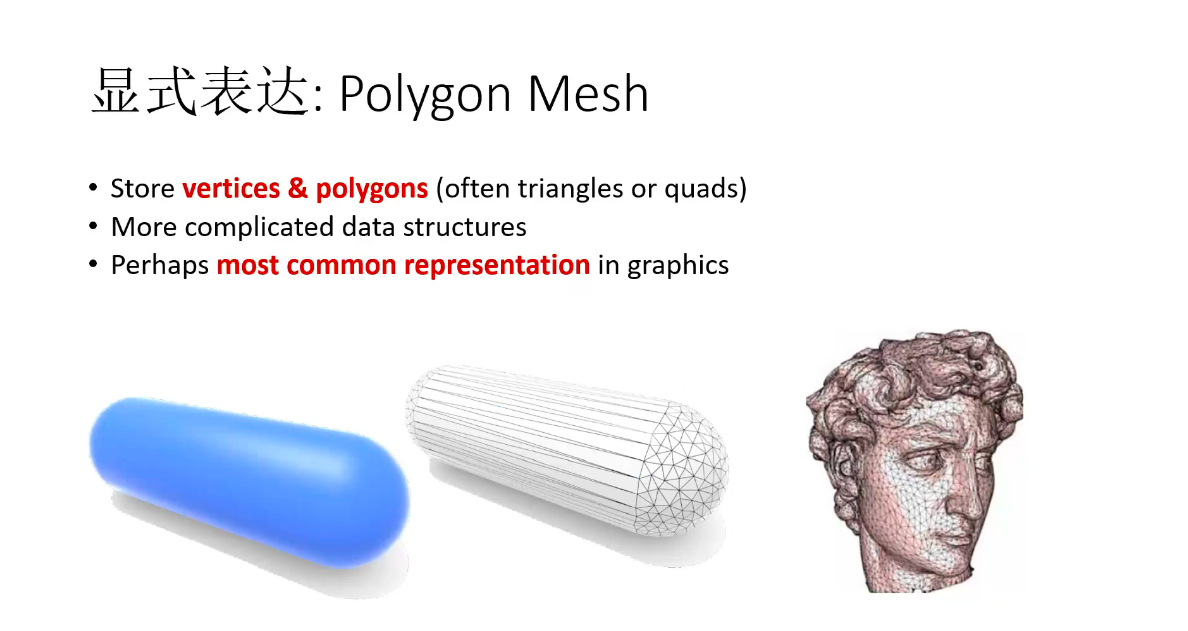 显式表达: Polygon Mesh
• Store vertices & polygons (often triangles or quads)
• More complicated data structures
• Perhaps most common representation in graphics